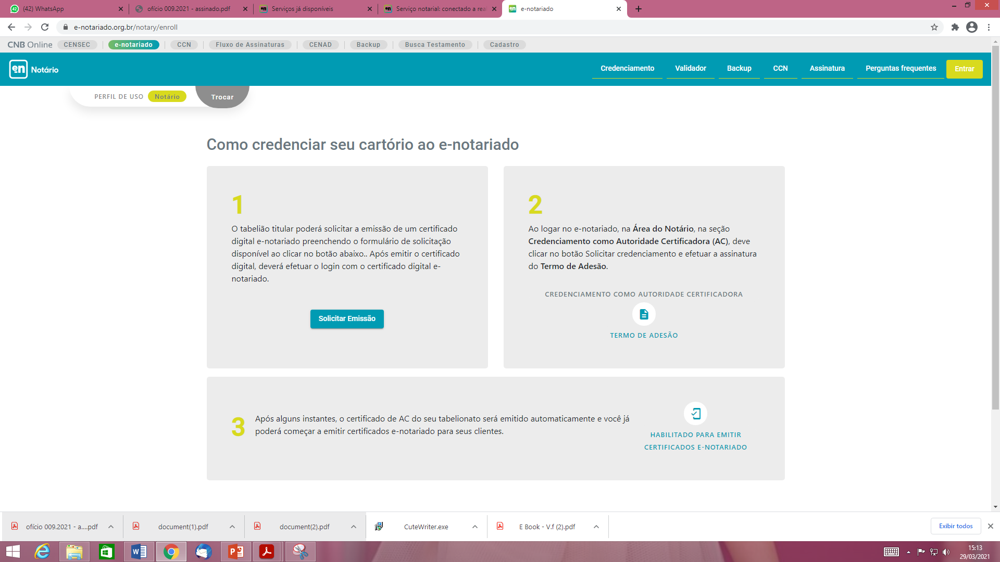 (42) WhatsApp
ofício 009.2021 - assinado.pdf
Serviços já disponíveis
Serviço notarial: conectado a rea
e-notariado
e-notariado.org.br/notary/enroll
CNB Online CENSEC e-notariado CCN Fluxo de Assinaturas CENAD Backup Busca Testamento Cadastro
en Notário
Credenciamento Validador Backup CCN Assinatura Perguntas frequentes Entrar
PERFIL DE USO Notário Trocar
Como credenciar seu cartório ao e-notariado
1
O tabelião titular poderá solicitar a emissão de um certificado
digital e-notariado preenchendo o formulário de solicitação
disponível ao clicar no botão abaixo.. Após emitir o certificado
digital, deverá efetuar o login com o certificado digital e-
notariado.
Solicitar Emissão
2
Ao logar no e-notariado, na Área do Notário, na seção
Credenciamento como Autoridade Certificadora (AC), deve
clicar no botão Solicitar credenciamento e efetuar a assinatura
do Termo de Adesão.
CREDENCIAMENTO COMO AUTORIDADE CERTIFICADORA
TERMO DE ADESÃO
3
Após alguns instantes, o certificado de AC do seu tabelionato será emitido automaticamente e você já
poderá começar a emitir certificados e-notariado para seus clientes.
HABILITADO PARA EMITIR
CERTIFICADOS E-NOTARIADO
ofício 009.2021 - a....pdf
document(1).pdf
document(2).pdf
CuteWriter.exe
E Book - V.f (2).pdf
Exibir todos
15:13
29/03/2021